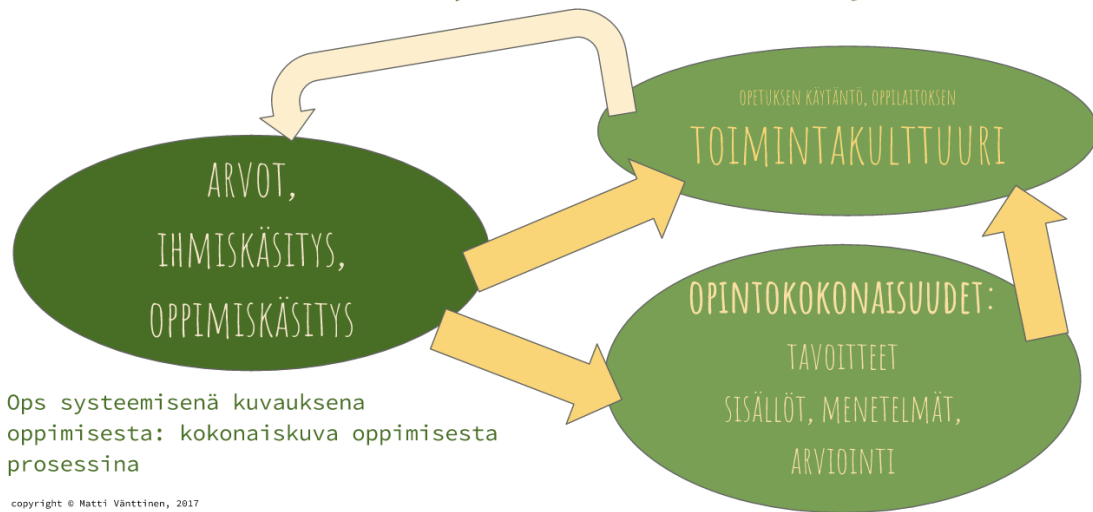 OPETUKSEN KÄYTÄNTÖ, OPPILAITOKSEN
TOIMINTAKULTTUURI
ARVOT,
IHMISKÄSITYS,
OPPIMISKÄSITYS
OPINTOKOKONAISUUDET:
TAVOITTEET
SISÄLLÖT, MENETELMÄT,
ARVIOINTI
Ops systeemisenä kuvauksena
oppimisesta: kokonaiskuva oppimisesta
prosessina
copyright © Matti Vänttinen, 2017